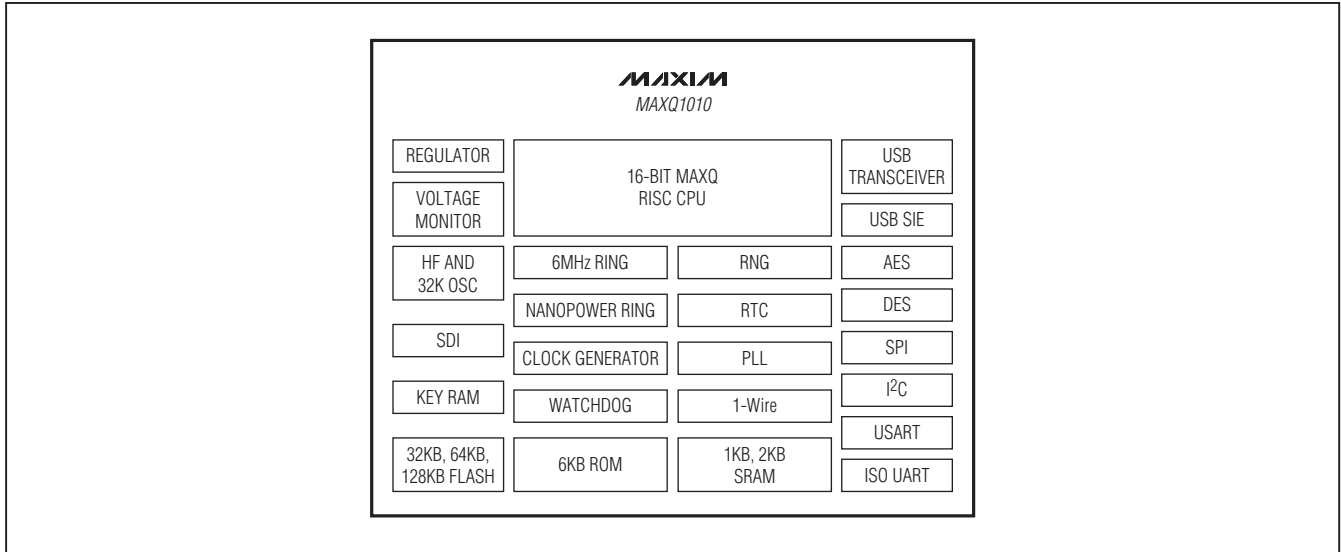 MAXIM
MAXQ1010
REGULATOR
VOLTAGE
MONITOR
HF AND
32K OSC
SDI
KEY RAM
32KB, 64KB,
128KB FLASH
16-BIT MAXQ
RISC CPU
6MHz RING
NANOPOWER RING
CLOCK GENERATOR
WATCHDOG
6KB ROM
RNG
RTC
PLL
1-Wire
1KB, 2KB
SRAM
USB
TRANSCEIVER
USB SIE
AES
DES
SPI
I²C
USART
ISO UART